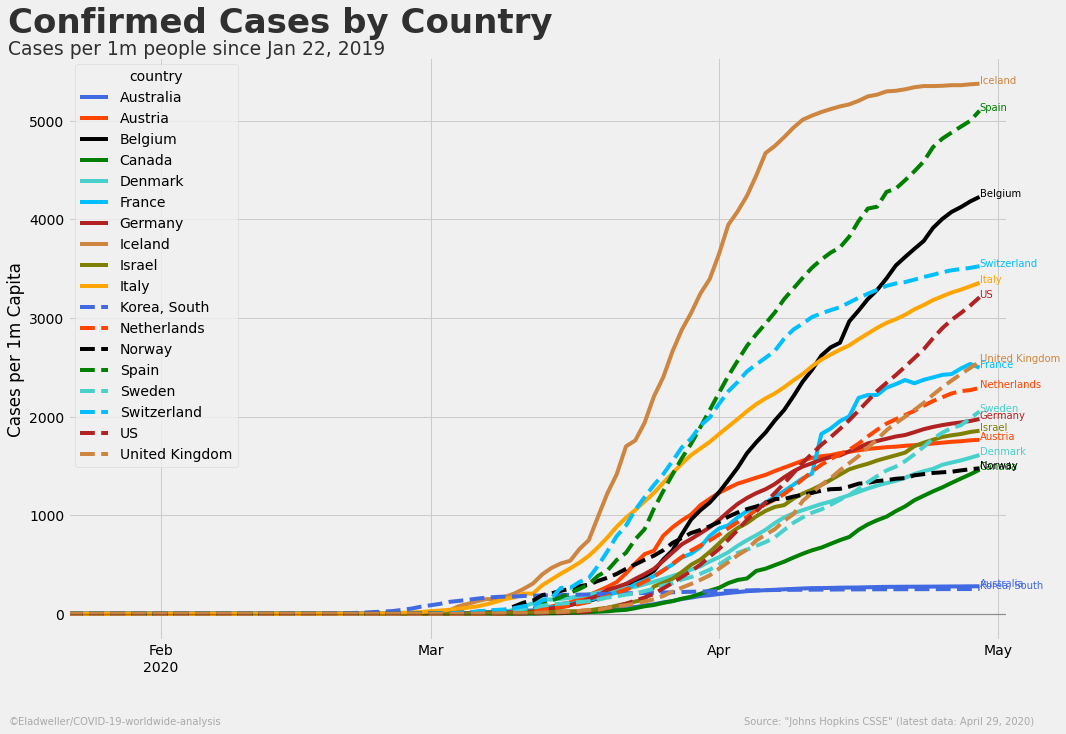 Confirmed Cases by Country
Cases per 1m people since Jan 22, 2019
country
Australia
Austria
Belgium
Canada
Denmark
France
Germany
Iceland
Israel
Italy
Korea, South
Netherlands
Norway
Spain
Sweden
Switzerland
US
United Kingdom
Cases per 1m Capita
5000
4000
3000
2000
1000
0
Iceland
Spain
Belgium
Switzerland
Italy
US
United Kingdom
France
Netherlands
Sweden
Germany
Israel
Austria
Denmark
Norway
Canada
Australia
Korea, South
Feb
2020
Mar
Apr
May
©Eladweller/COVID-19-worldwide-analysis
Source: "Johns Hopkins CSSE" (latest data: April 29, 2020)